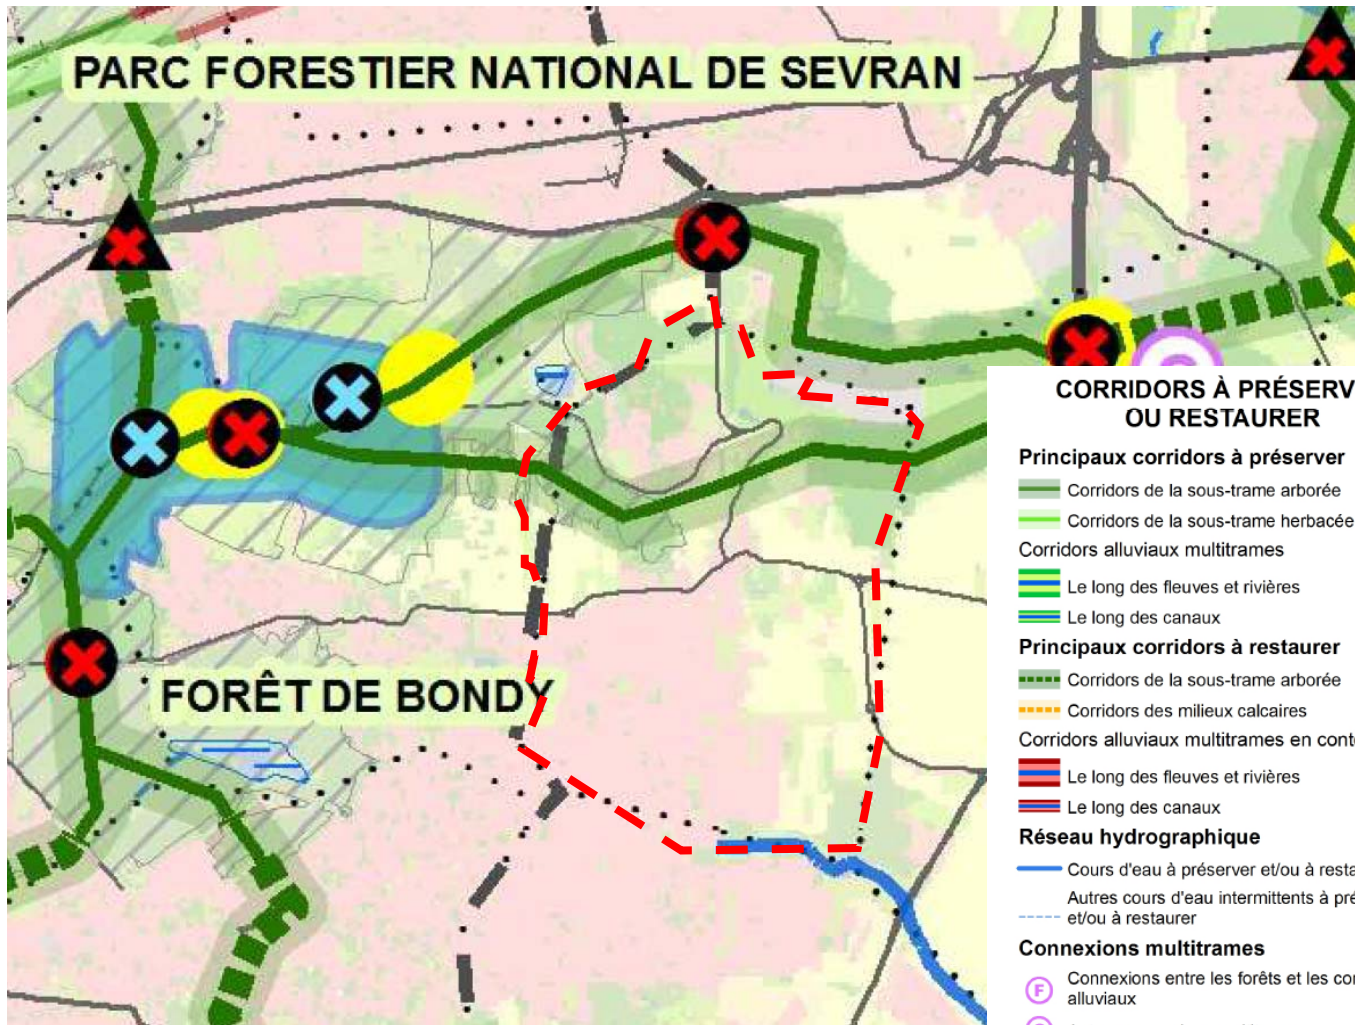 PARC FORESTIER NATIONAL DE SEVRAN
FORÊT DE BONDY
CORRIDORS À PRÉSERV
OU RESTAURER
Principaux corridors à préserver
Corridors de la sous-trame arborée
Corridors de la sous-trame herbacée
Corridors alluviaux multitrames
Le long des fleuves et rivières
Le long des canaux
Principaux corridors à restaurer
Corridors de la sous-trame arborée
Corridors des milieux calcaires
Corridors alluviaux multitrames en cont
Le long des fleuves et rivières
Le long des canaux
Réseau hydrographique
Cours d'eau à préserver et/ou à resta
Autres cours d'eau intermittents à pré
et/ou à restaurer
Connexions multitrames
F Connexions entre les forêts et les cor
alluviaux